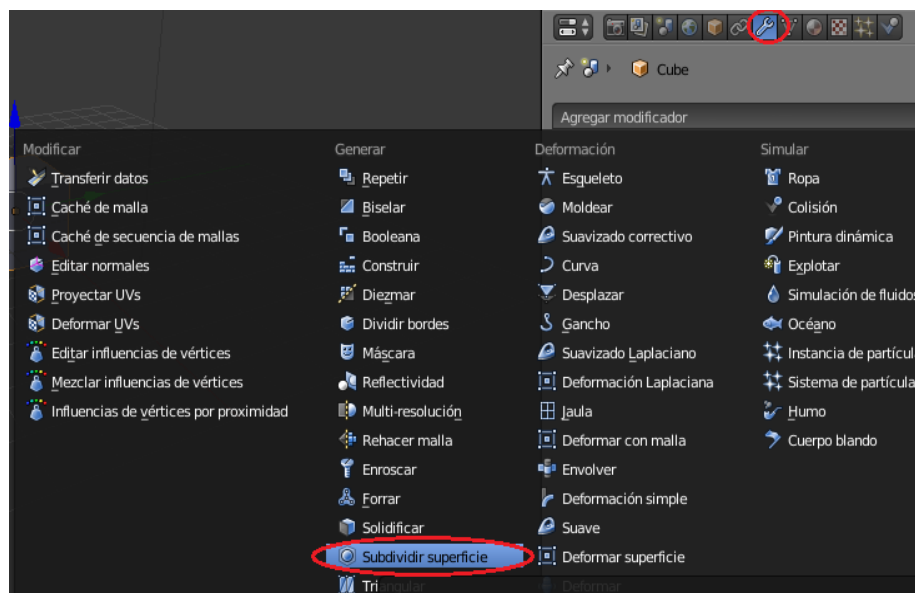 Cube
Agregar modificador
Modificar
Transferir datos
Caché de malla
Caché de secuencia de mallas
Editar normales
Proyectar UVs
Deformar UVs
Editar influencias de vértices
Mezclar influencias de vértices
Influencias de vértices por proximidad
Generar
Repetir
Biselar
Booleana
Construir
Diezmar
Dividir bordes
Máscara
Reflectividad
Multi-resolución
Rehacer malla
Enroscar
Forrar
Solidificar
Subdividir superficie
Triangular
Deformación
Esqueleto
Moldear
Suavizado correctivo
Curva
Desplazar
Gancho
Suavizado Laplaciano
Deformación Laplaciana
Jaula
Deformar con malla
Envolver
Deformación simple
Suave
Deformar superficie
Deformar
Simular
Ropa
Colisión
Pintura dinámica
Explotar
Simulación de fluidos
Océano
Instancia de partícul
Sistema de partícula
Humo
Cuerpo blando